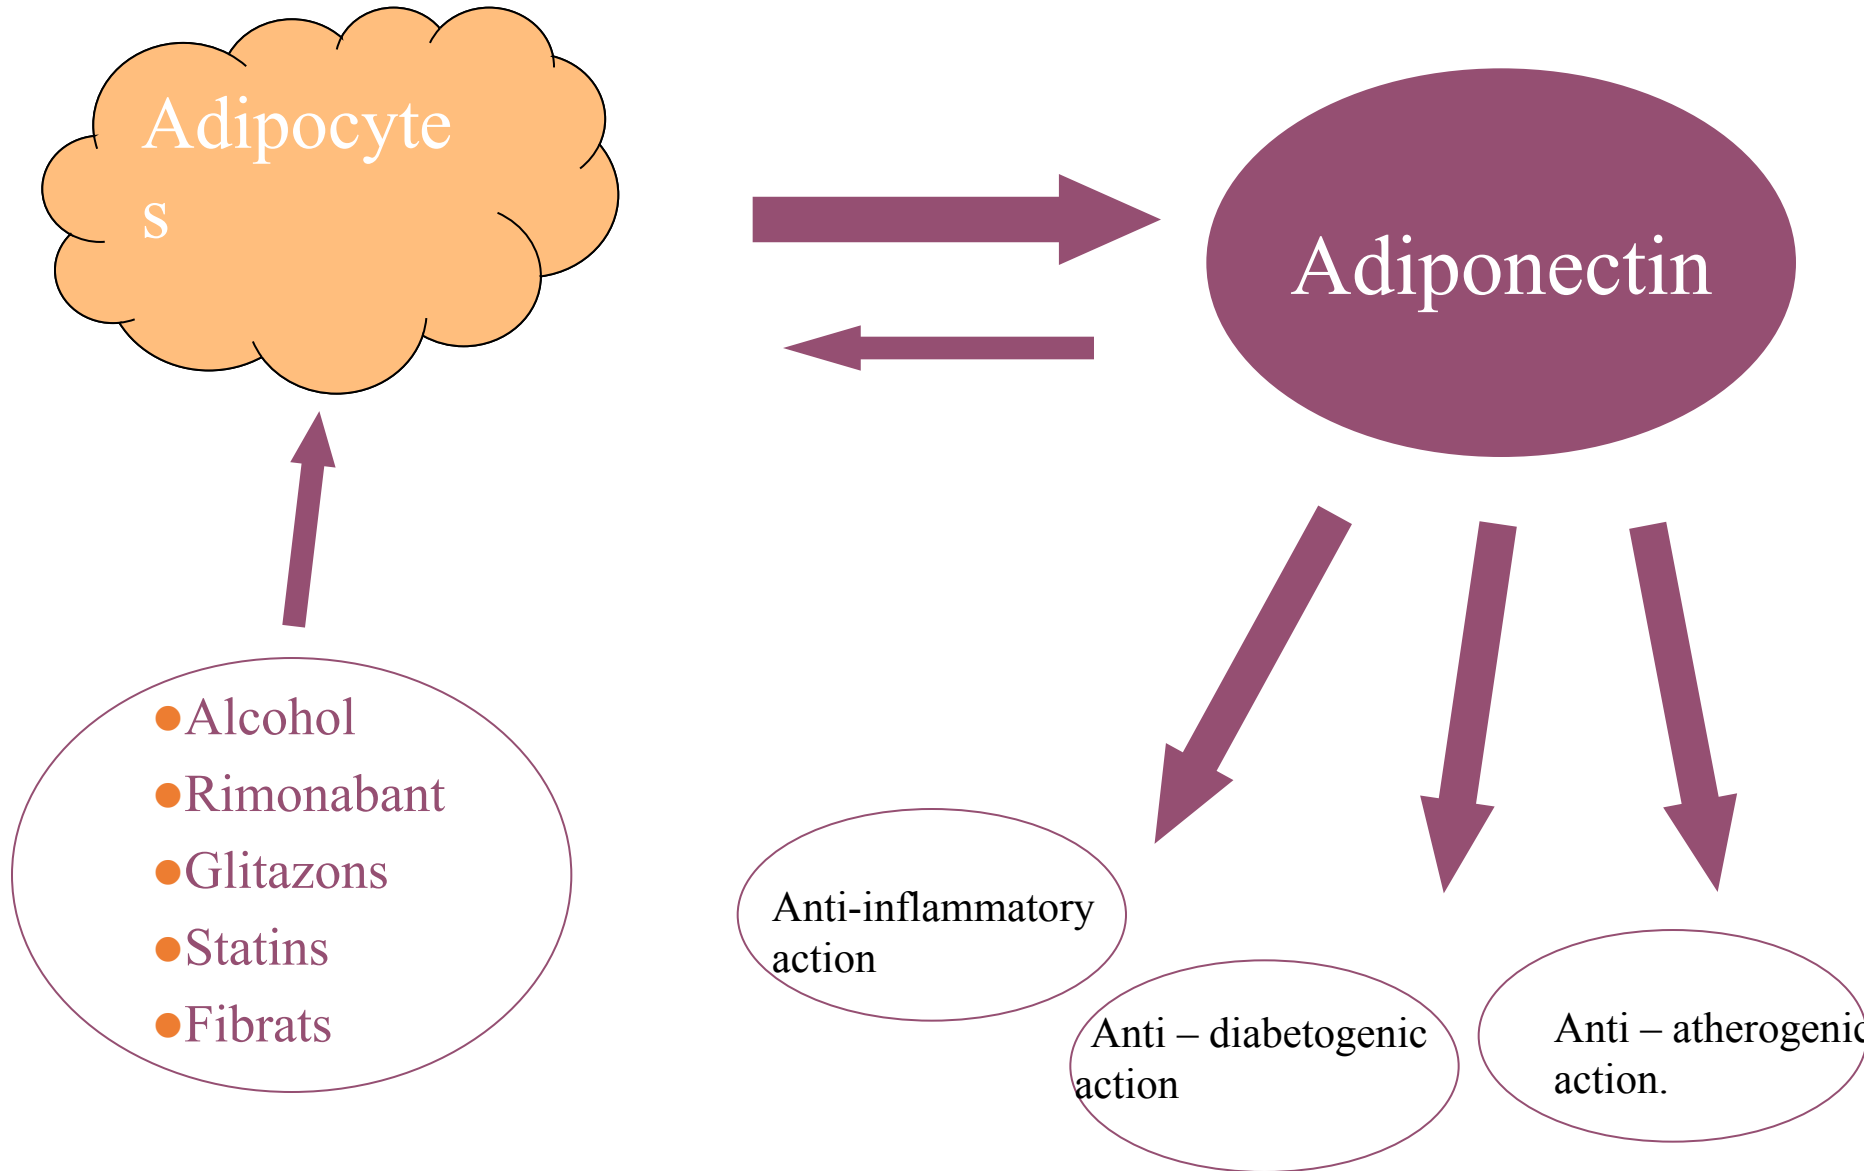 Adipocyte
s
Adiponectin
●Alcohol
●Rimonabant
●Glitazons
●Statins
●Fibrats
Anti-inflammatory
action
Anti – diabetogenic
action
Anti – atherogenic
action.